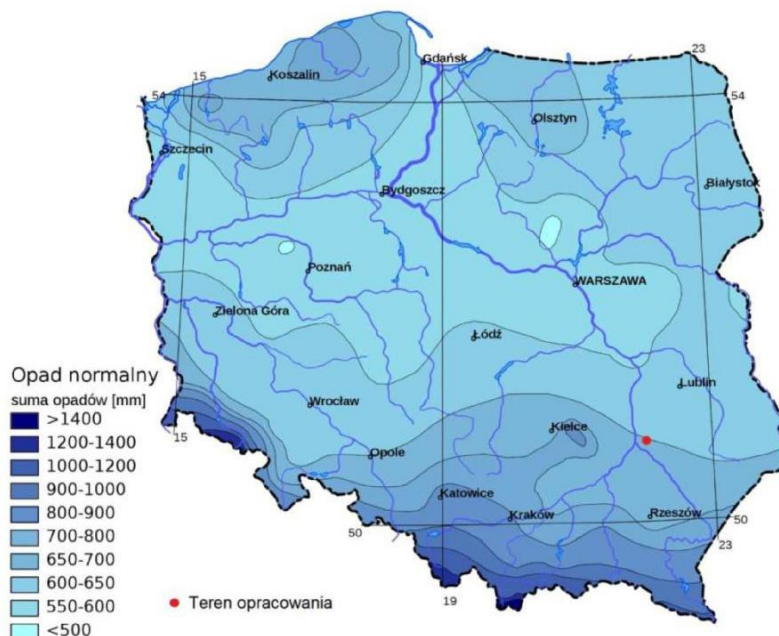 23
15
Gdańsk
Koszalin
54
54
Olsztyn
Szczecin
Białystok
Bydgoszcz
Poznań
WARSZAWA
Zielona Góra
Łódź
Opad normalny
suma opadów [mm]
>1400
1200-1400
1000-1200
900-1000
800-900
700-800
650-700
600-650
550-600
<500
Lublin
Wrocław
Kielce
15
Opole
Katowice
Kraków
Rzeszów
50
50
23
19
Teren opracowania